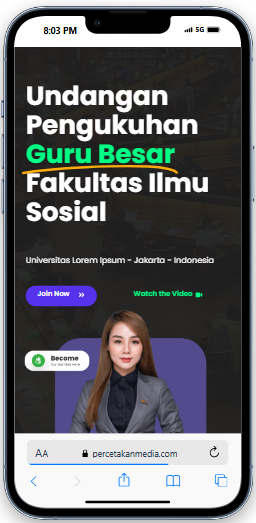 8:03 PM
5G
Undangan
Pengukuhan
Guru Besar
Fakultas Ilmu
Sosial
Universitas Lorem Ipsum - Jakarta - Indonesia
Join Now »
Watch the Video
Become
AA
percetakanmedia.com